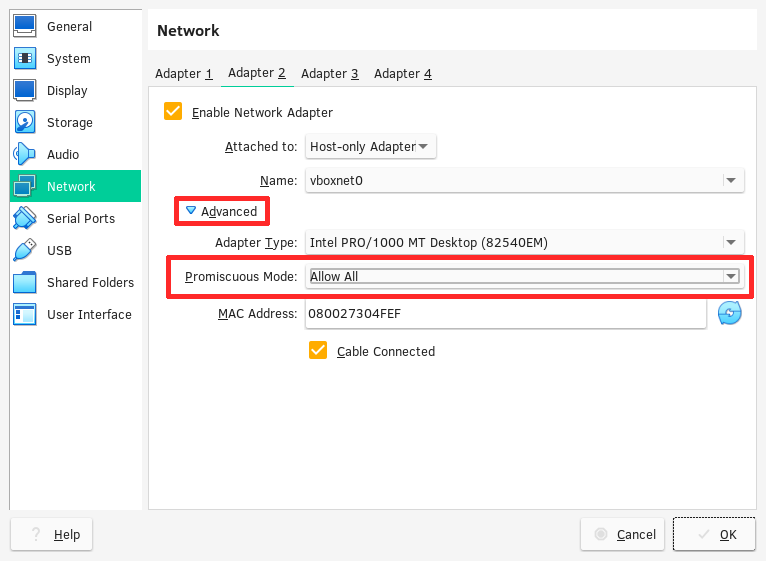 General
System
Display
Storage
Audio
Network
Serial Ports
USB
Shared Folders
User Interface
Network
Adapter 1 Adapter 2 Adapter 3 Adapter 4
Enable Network Adapter
Attached to: Host-only Adapter
Name: vboxnet0
Advanced
Adapter Type: Intel PRO/1000 MT Desktop (82540EM)
Promiscuous Mode: Allow All
MAC Address: 080027304FEF
Cable Connected
? Help Cancel OK